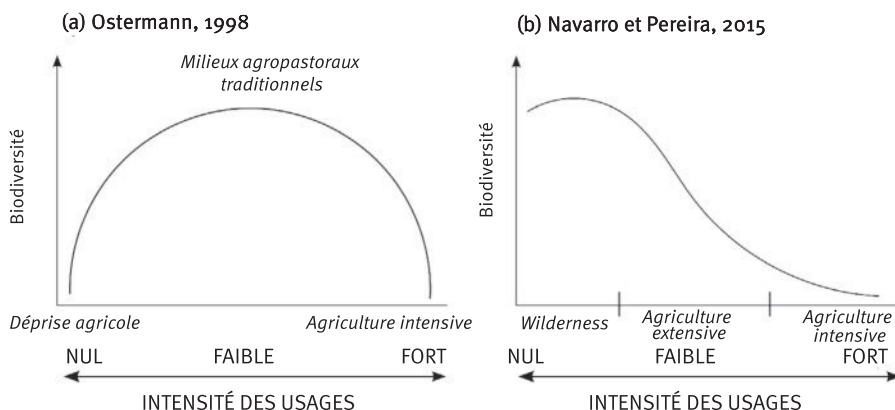 (a) Ostermann, 1998
Milieux agropastoraux
traditionnels
Biodiversité
Déprise agricole
Agriculture intensive
NUL
FAIBLE
FORT
INTENSITÉ DES USAGES
(b) Navarro et Pereira, 2015
Biodiversité
Wilderness
Agriculture
extensive
Agriculture
intensive
NUL
FAIBLE
FORT
INTENSITÉ DES USAGES